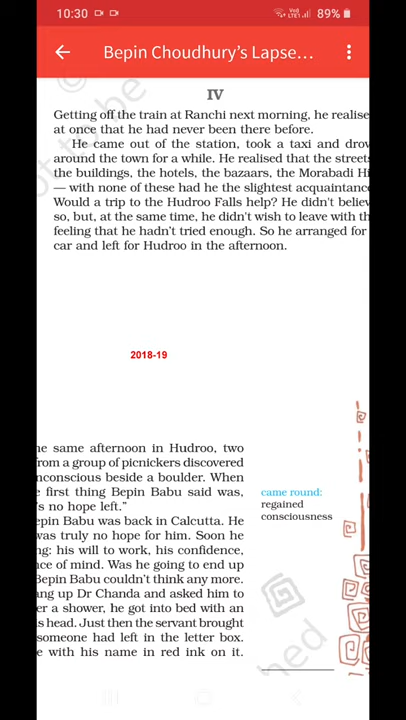 10:30
Vo)) LTE1 89%
Bepin Choudhury's Lapse...
IV
Getting off the train at Ranchi next morning, he realise
at once that he had never been there before.
He came out of the station, took a taxi and drov
around the town for a while. He realised that the streets
the buildings, the hotels, the bazaars, the Morabadi Hi
— with none of these had he the slightest acquaintanc
Would a trip to the Hudroo Falls help? He didn't believ
so, but, at the same time, he didn't wish to leave with th
feeling that he hadn't tried enough. So he arranged for
car and left for Hudroo in the afternoon.
2018-19
he same afternoon in Hudroo, two
from a group of picnickers discovered
nconscious beside a boulder. When
e first thing Bepin Babu said was,
's no hope left."
epin Babu was back in Calcutta. He
was truly no hope for him. Soon he
ng: his will to work, his confidence,
nce of mind. Was he going to end up
Bepin Babu couldn't think any more.
ang up Dr Chanda and asked him to
er a shower, he got into bed with an
s head. Just then the servant brought
someone had left in the letter box.
e with his name in red ink on it.
came round:
regained
consciousness
ot to be
hed